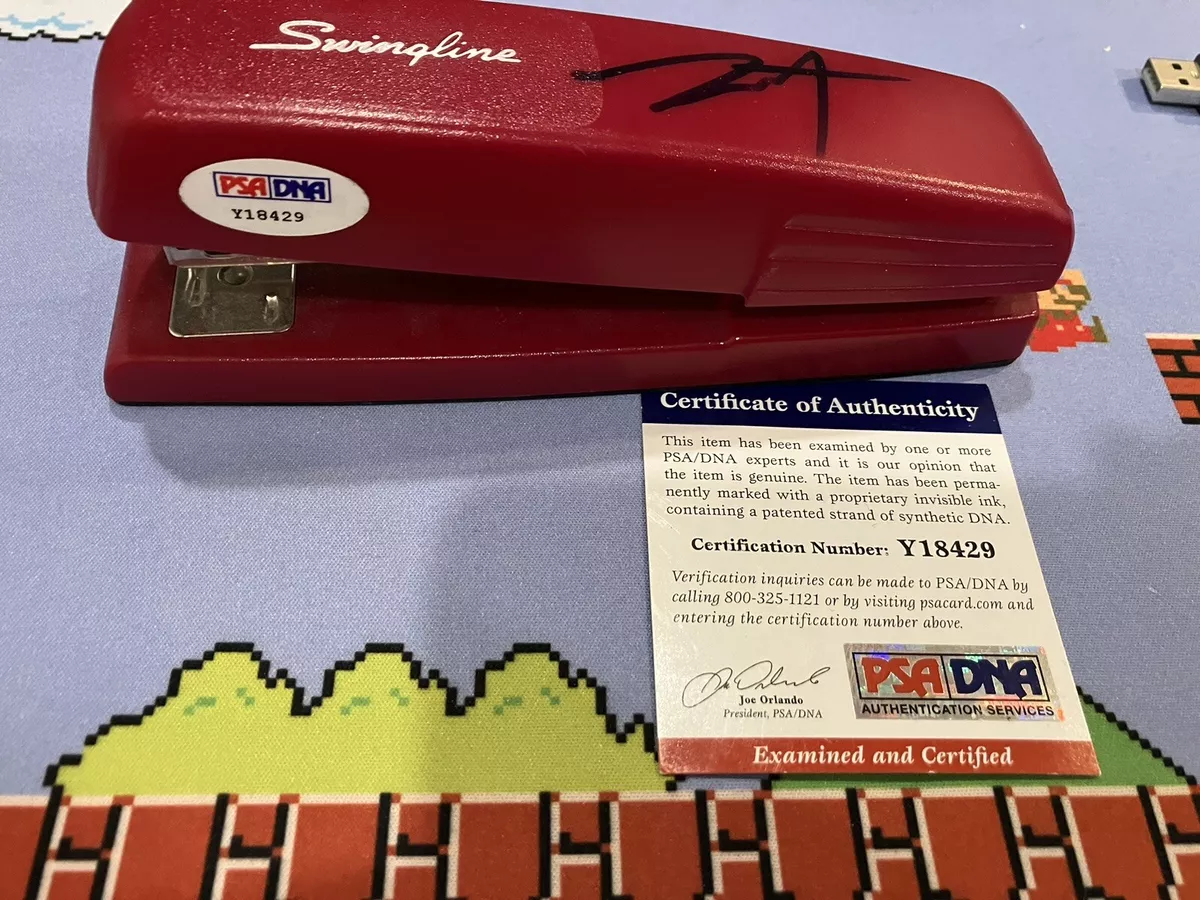 Swingline
PSA DNA
Y18429
Certificate of Authenticity
This item has been examined by one or more
PSA/DNA experts and it is our opinion that
the item is genuine. The item has been perma-
nently marked with a proprietary invisible ink,
containing a patented strand of synthetic DNA.
Certification Number: Y18429
Verification inquiries can be made to PSA/DNA by
calling 800-325-1121 or by visiting psacard.com and
entering the certification number above.
Joe Orlando
President, PSA/DNA
PSA DNA
AUTHENTICATION SERVICES
Examined and Certified